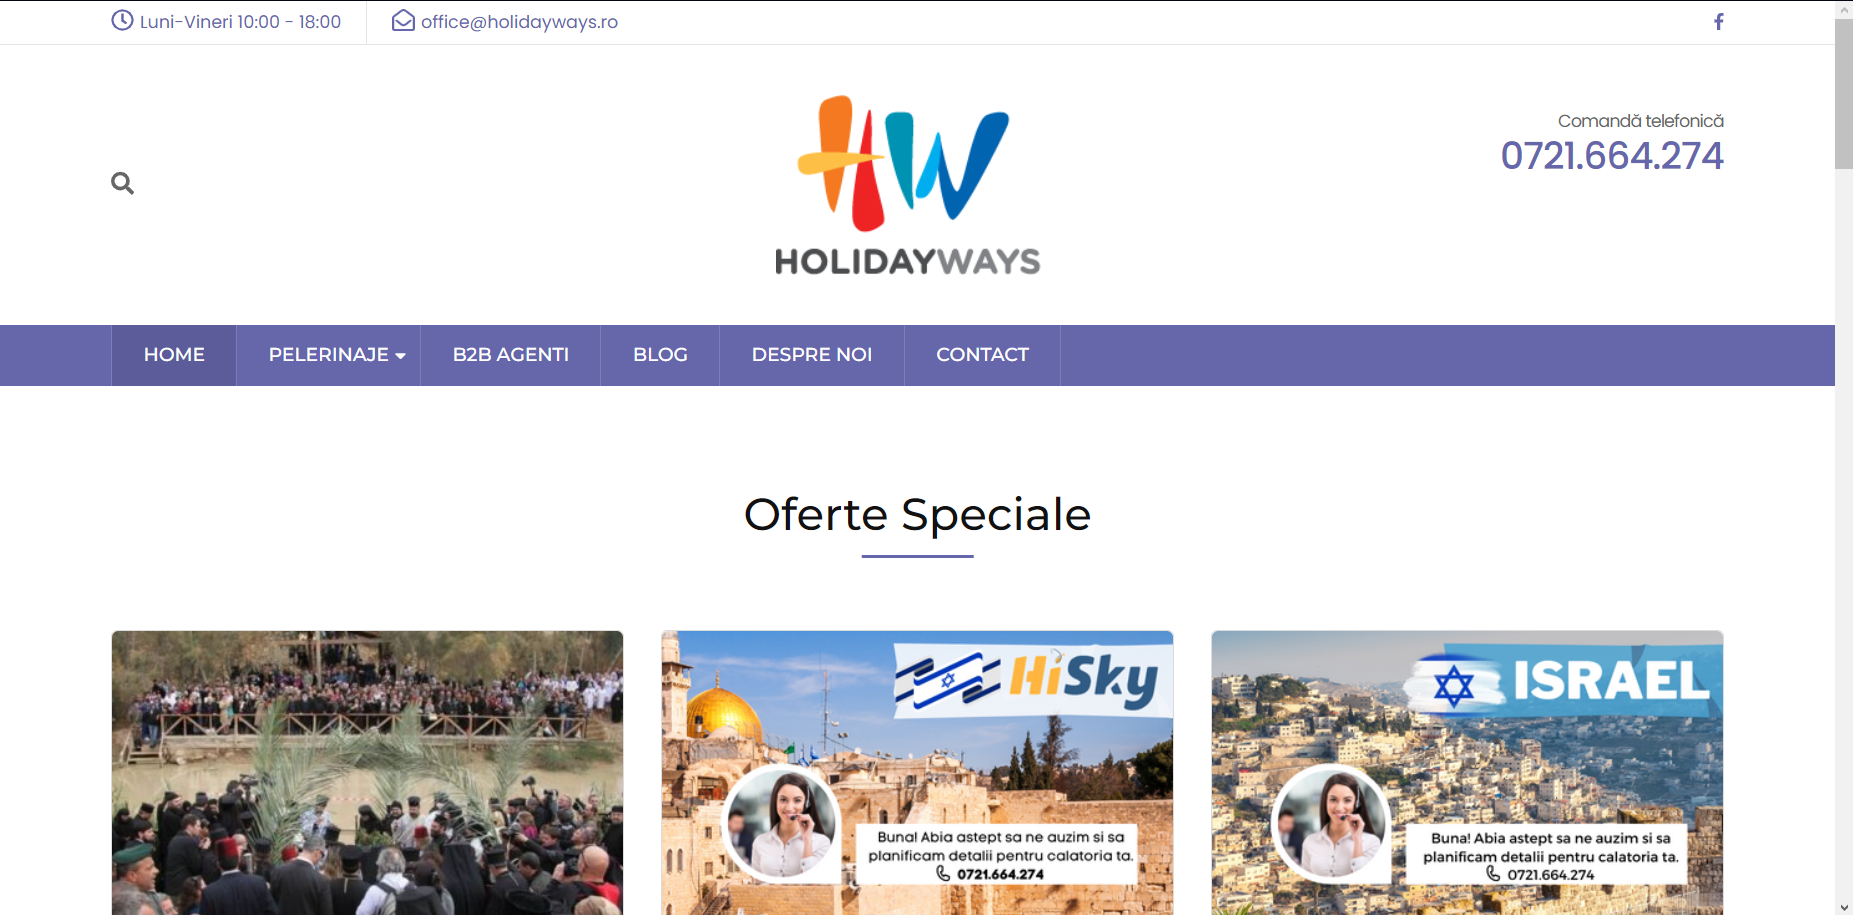 Luni-Vineri 10:00 - 18:00
office@holidayways.ro
Comandă telefonică
0721.664.274
HW
HOLIDAYWAYS
HOME
PELERINAJE
B2B AGENTI
BLOG
DESPRE NOI
CONTACT
Oferte Speciale
HiSky
Buna! Abia astept sa ne auzim si sa
planificam detalii pentru calatoria ta.
0721.664.274
ISRAEL
Buna! Abia astept sa ne auzim si sa
planificam detalii pentru calatoria ta.
0721.664.274